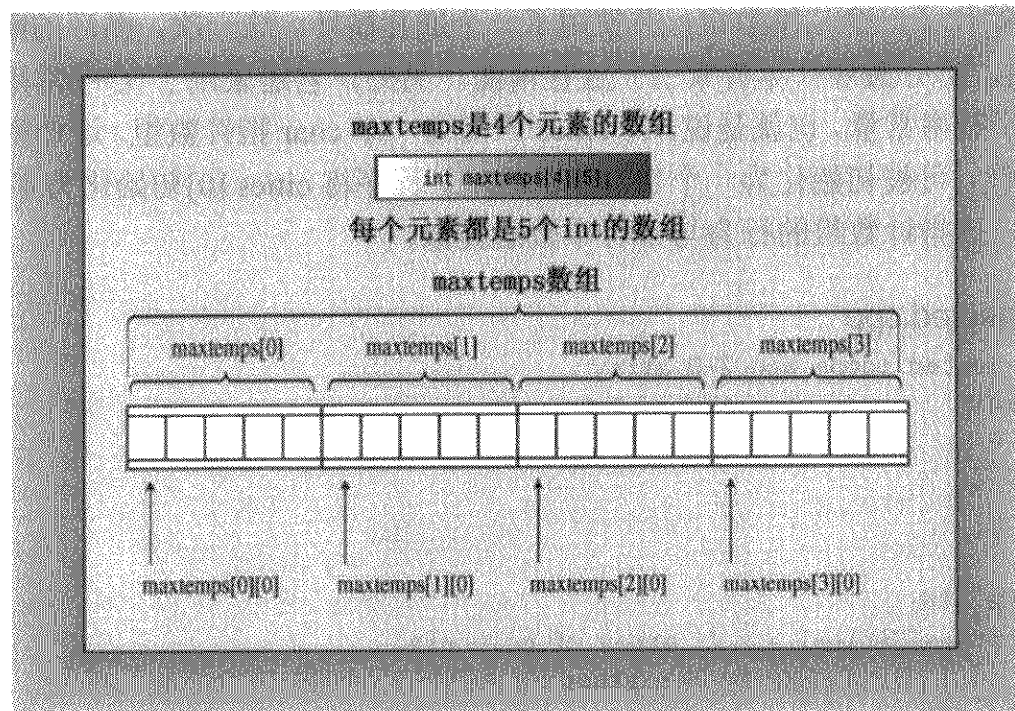 maxtemps是4个元素的数组
int maxtemps[4][5];
每个元素都是5个int的数组
maxtemps数组
maxtemps[0] maxtemps[1] maxtemps[2] maxtemps[3]
maxtemps[0][0] maxtemps[1][0] maxtemps[2][0] maxtemps[3][0]